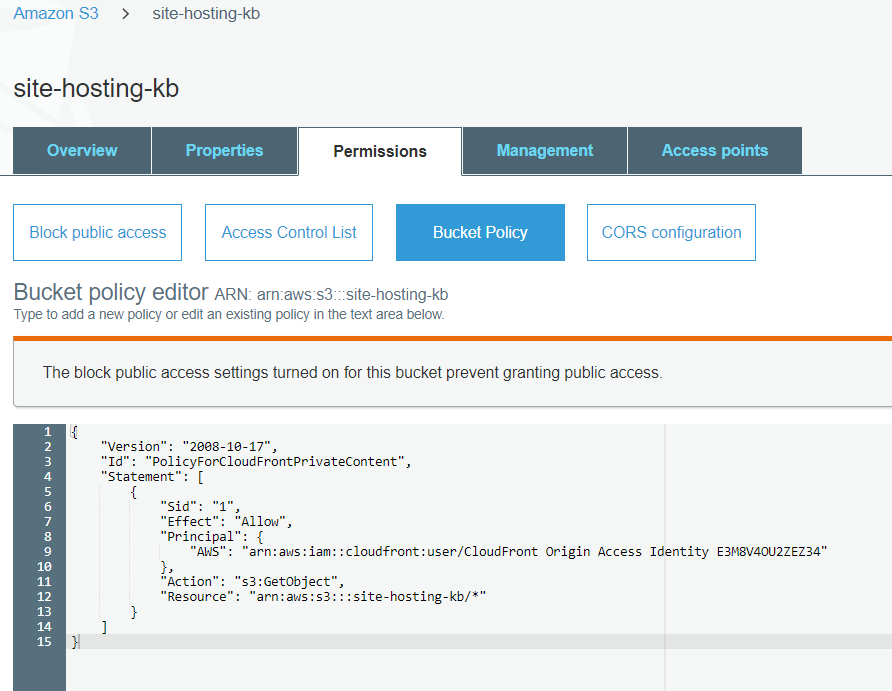 Amazon S3 > site-hosting-kb
site-hosting-kb
Overview Properties Permissions Management Access points
Block public access Access Control List Bucket Policy CORS configuration
Bucket policy editor ARN: arn:aws:s3:::site-hosting-kb
Type to add a new policy or edit an existing policy in the text area below.
The block public access settings turned on for this bucket prevent granting public access.
1 {
2 "Version": "2008-10-17",
3 "Id": "PolicyForCloudFrontPrivateContent",
4 "Statement": [
5 {
6 "Sid": "1",
7 "Effect": "Allow",
8 "Principal": {
9 "AWS": "arn:aws:iam::cloudfront:user/CloudFront Origin Access Identity E3M8V4OU2ZEZ34"
10 },
11 "Action": "s3:GetObject",
12 "Resource": "arn:aws:s3:::site-hosting-kb/*"
13 }
14 ]
15 }